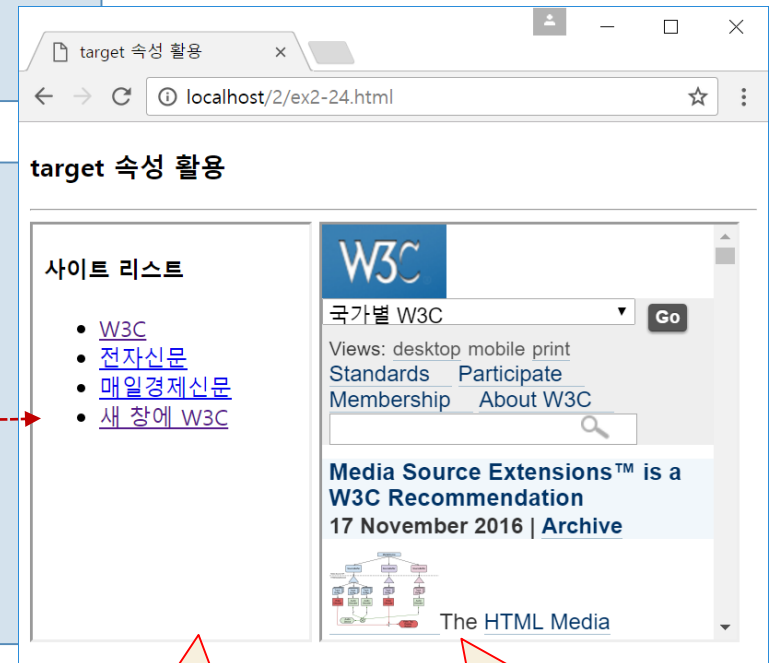 target 속성 활용
localhost/2/ex2-24.html
target 속성 활용
사이트 리스트
W3C
전자신문
매일경제신문
새 창에 W3C
W3C
국가별 W3C
Go
Views: desktop mobile print
Standards Participate
Membership About W3C
Media Source Extensions™ is a
W3C Recommendation
17 November 2016 | Archive
The HTML Media